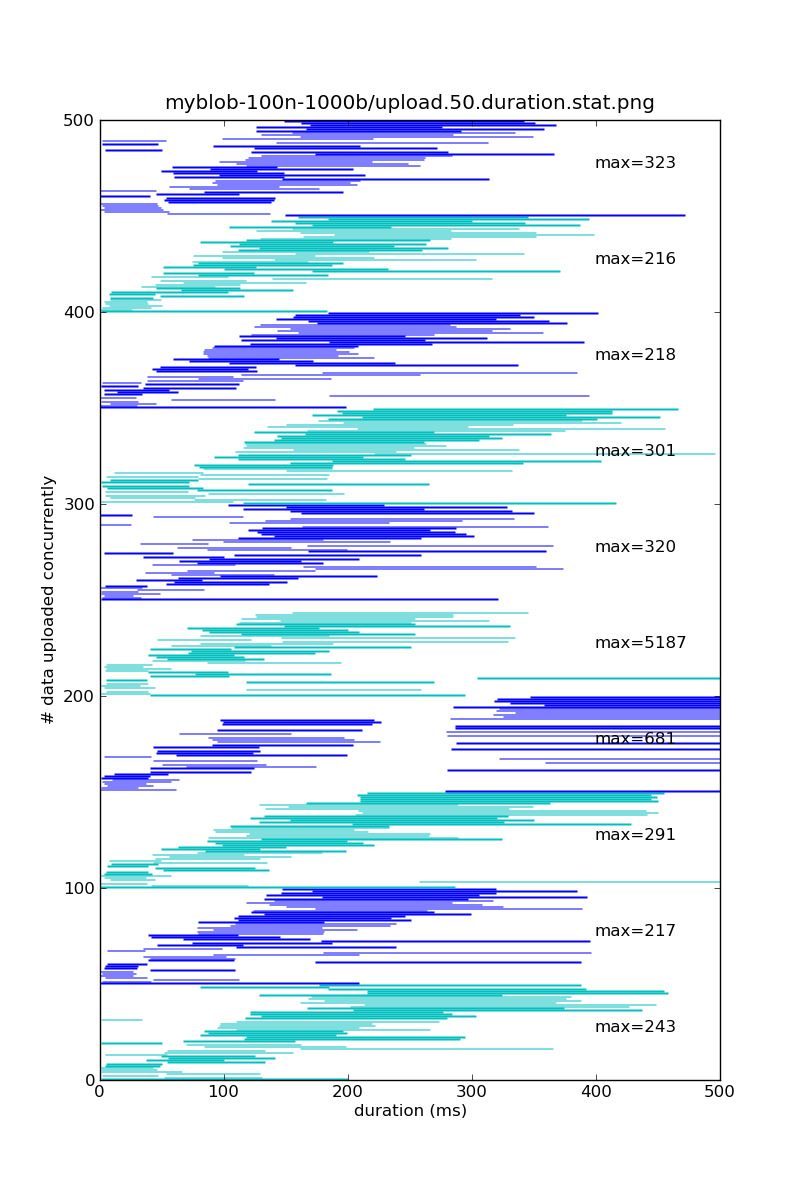 myblob-100n-1000b/upload.50.duration.stat.png
500
max=323
max=216
400
max=218
max=301
300
max=320
max=5187
200
max=681
max=291
100
max=217
max=243
0
# data uploaded concurrently
0 100 200 300 400 500
duration (ms)